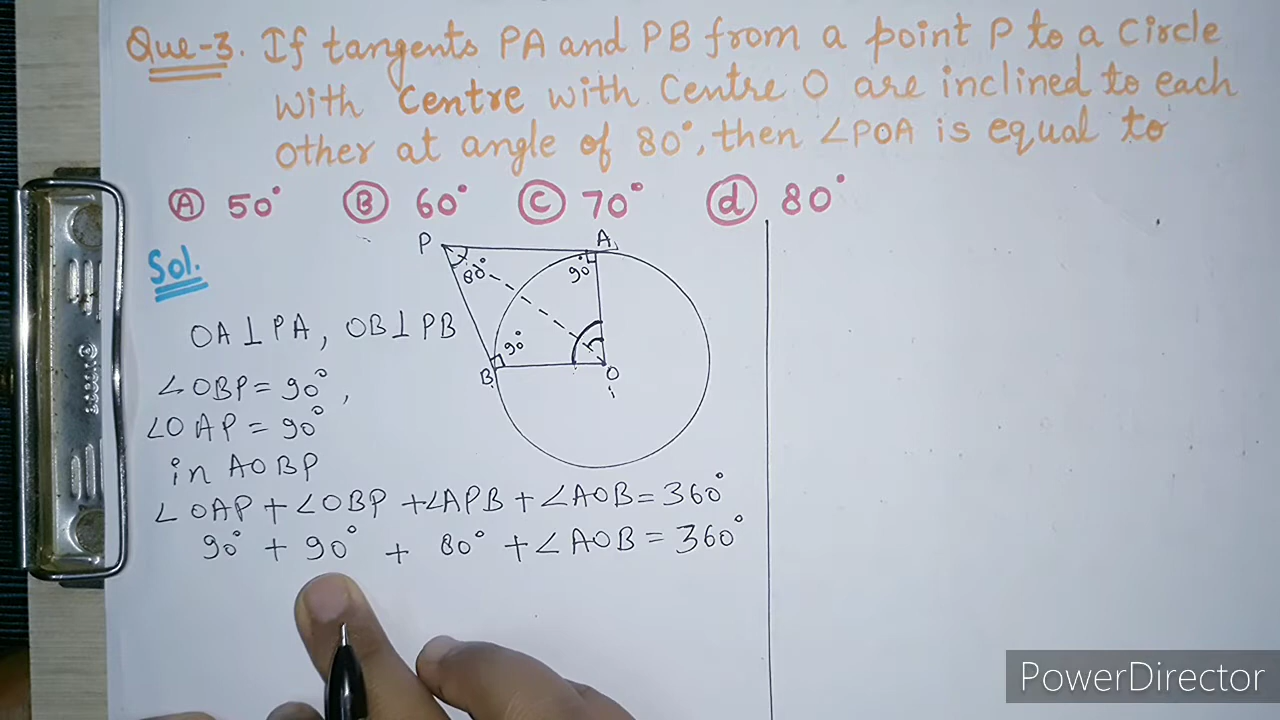 Que-3. If tangents PA and PB from a point P to a Circle
With Centre with Centre O are inclined to each
other at angle of 80°, then ∠POA is equal to
Ⓐ 50° Ⓑ 60° Ⓒ 70° ⓓ 80°
Sol.
P A
80° 90°
90°
B O
OA⊥PA, OB⊥PB
∠OBP = 90°,
∠OAP = 90°
in AOBP
∠OAP + ∠OBP + ∠APB + ∠AOB = 360°
90° + 90° + 80° + ∠AOB = 360°
PowerDirector